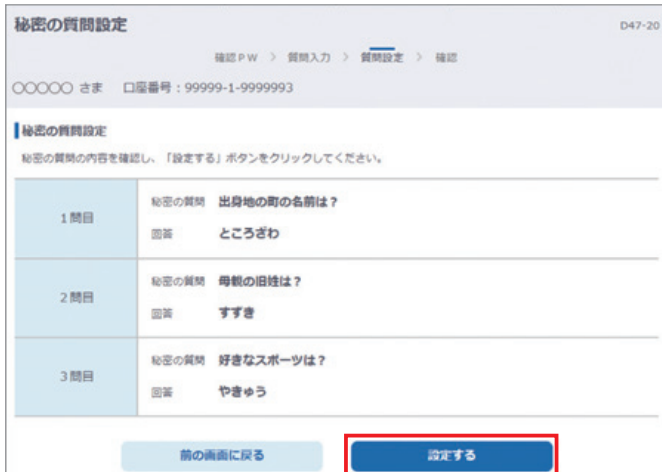 秘密の質問設定 D47-20
確認PW > 質問入力 > 質問設定 > 確認
○○○○○ さま 口座番号：99999-1-9999993
秘密の質問設定
秘密の質問の内容を確認し、「設定する」ボタンをクリックしてください。
1問目
秘密の質問 出身地の町の名前は？
回答 ところざわ
2問目
秘密の質問 母親の旧姓は？
回答 すずき
3問目
秘密の質問 好きなスポーツは？
回答 やきゅう
前の画面に戻る 設定する